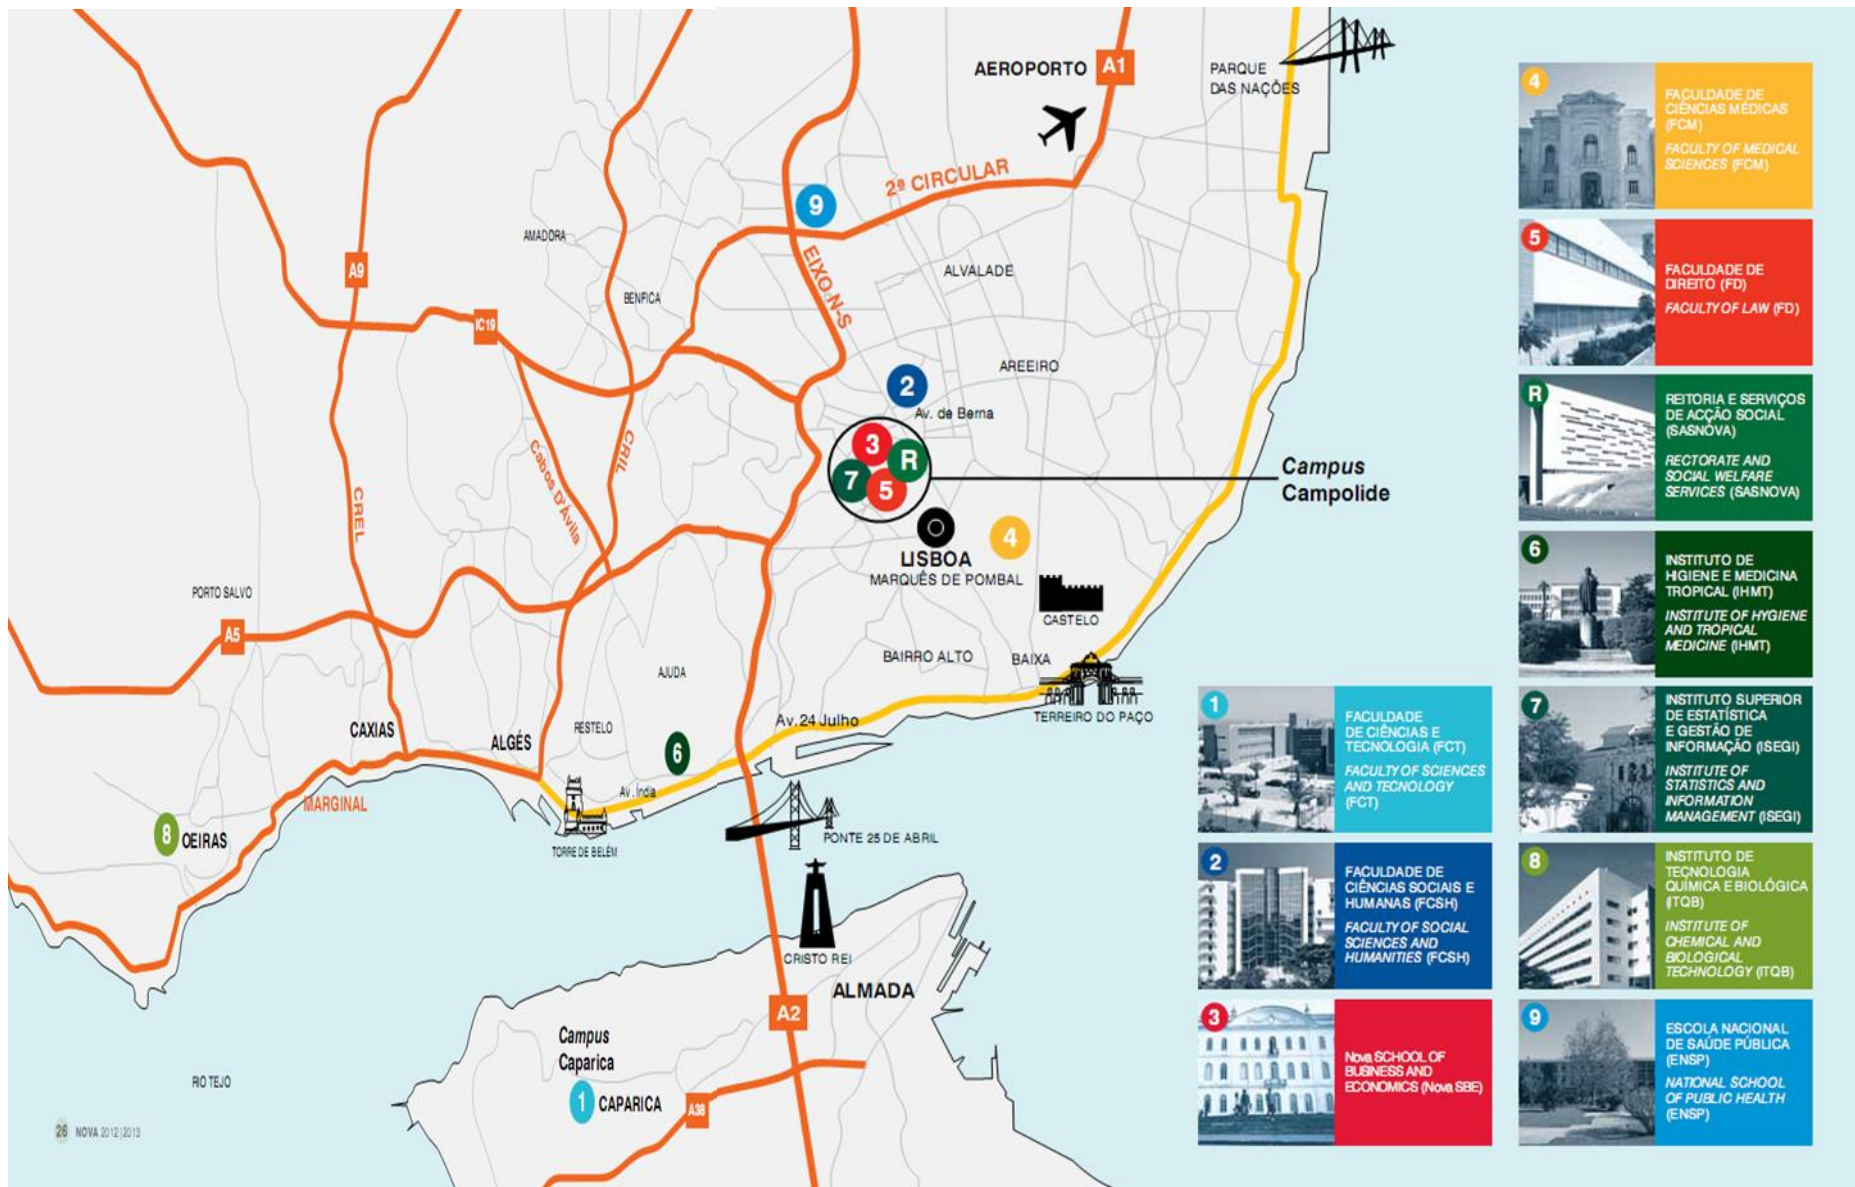 AEROPORTO
A1
PARQUE
DAS NAÇÕES
2ª CIRCULAR
9
EIXO N-S
AMADORA
A9
BENFICA
IC19
ALVALADE
AREEIRO
2
Av. de Berna
3
R
7
5
Campus
Campolide
CREL
Cabos D'Ávila
CRIL
LISBOA
MARQUÊS DE POMBAL
4
CASTELO
PORTO SALVO
A5
BAIRRO ALTO
BAIXA
AJUDA
TERREIRO DO PAÇO
Av. 24 Julho
RESTELO
CAXIAS
ALGÉS
6
Av. Índia
MARGINAL
8
OEIRAS
TORRE DE BELÉM
PONTE 25 DE ABRIL
CRISTO REI
ALMADA
A2
Campus
Caparica
1
CAPARICA
A38
RIO TEJO
26 NOVA 2012|2013
1
FACULDADE
DE CIÊNCIAS E
TECNOLOGIA (FCT)
FACULTY OF SCIENCES
AND TECNOLOGY
(FCT)
2
FACULDADE DE
CIÊNCIAS SOCIAIS E
HUMANAS (FCSH)
FACULTY OF SOCIAL
SCIENCES AND
HUMANITIES (FCSH)
3
Nova SCHOOL OF
BUSINESS AND
ECONOMICS (Nova SBE)
4
FACULDADE DE
CIÊNCIAS MÉDICAS
(FCM)
FACULTY OF MEDICAL
SCIENCES (FCM)
5
FACULDADE DE
DIREITO (FD)
FACULTY OF LAW (FD)
R
REITORIA E SERVIÇOS
DE ACÇÃO SOCIAL
(SASNOVA)
RECTORATE AND
SOCIAL WELFARE
SERVICES (SASNOVA)
6
INSTITUTO DE
HIGIENE E MEDICINA
TROPICAL (IHMT)
INSTITUTE OF HYGIENE
AND TROPICAL
MEDICINE (IHMT)
7
INSTITUTO SUPERIOR
DE ESTATÍSTICA
E GESTÃO DE
INFORMAÇÃO (ISEGI)
INSTITUTE OF
STATISTICS AND
INFORMATION
MANAGEMENT (ISEGI)
8
INSTITUTO DE
TECNOLOGIA
QUÍMICA E BIOLÓGICA
(ITQB)
INSTITUTE OF
CHEMICAL AND
BIOLOGICAL
TECHNOLOGY (ITQB)
9
ESCOLA NACIONAL
DE SAÚDE PÚBLICA
(ENSP)
NATIONAL SCHOOL
OF PUBLIC HEALTH
(ENSP)